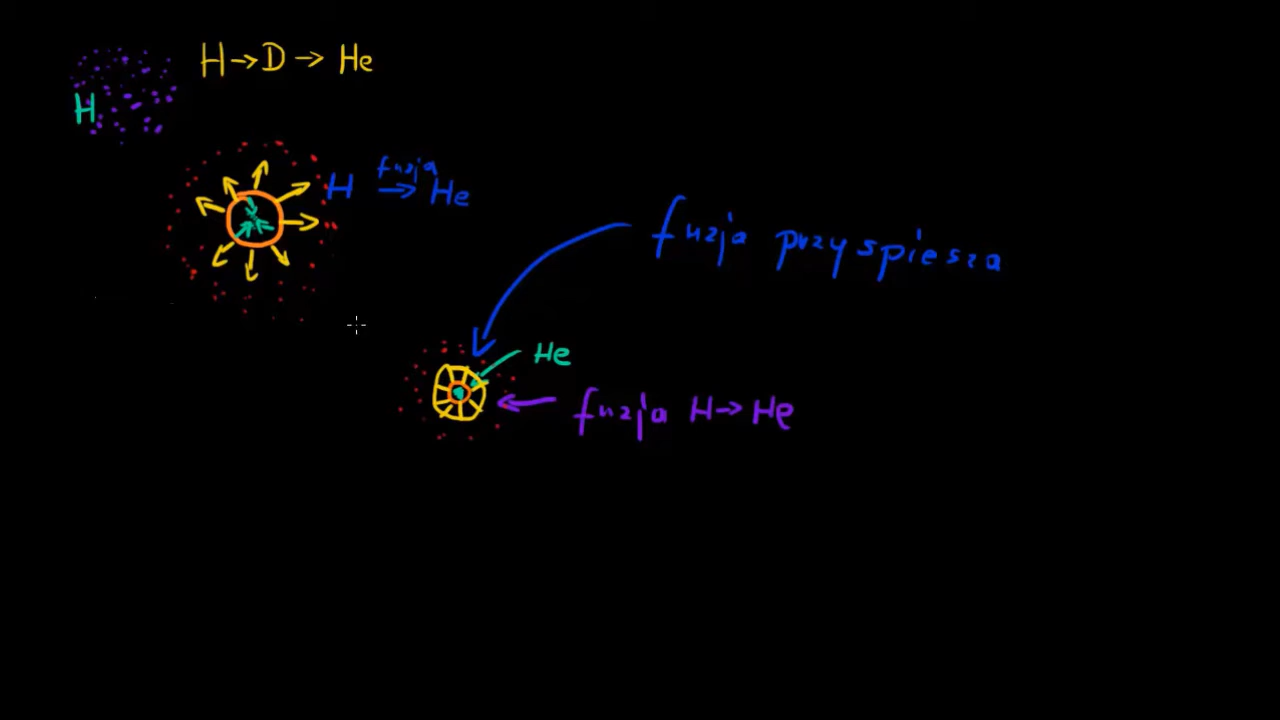 H → D → He
H
H fuzja → He
fuzja przyspiesza
He
fuzja H → He